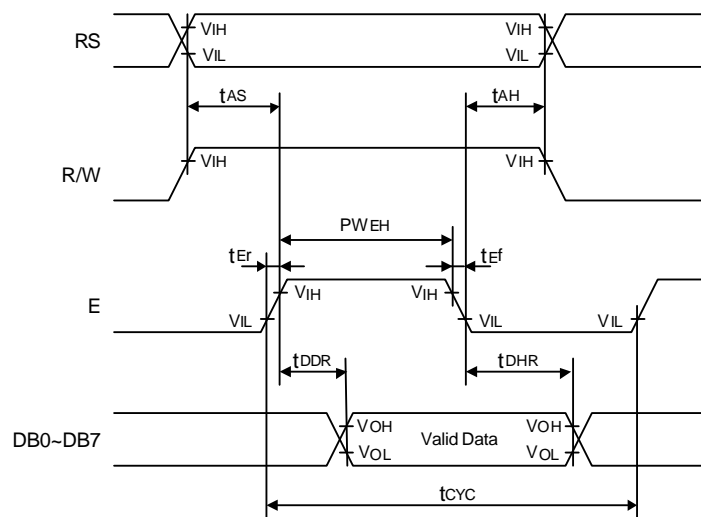 RS
VIH
VIH
VIL
VIL
tAS
tAH
R/W
VIH
VIH
PWEH
tEr
tEf
E
VIH
VIH
VIL
VIL
VIL
tDDR
tDHR
DB0~DB7
VOH
Valid Data
VOH
VOL
VOL
tCYC